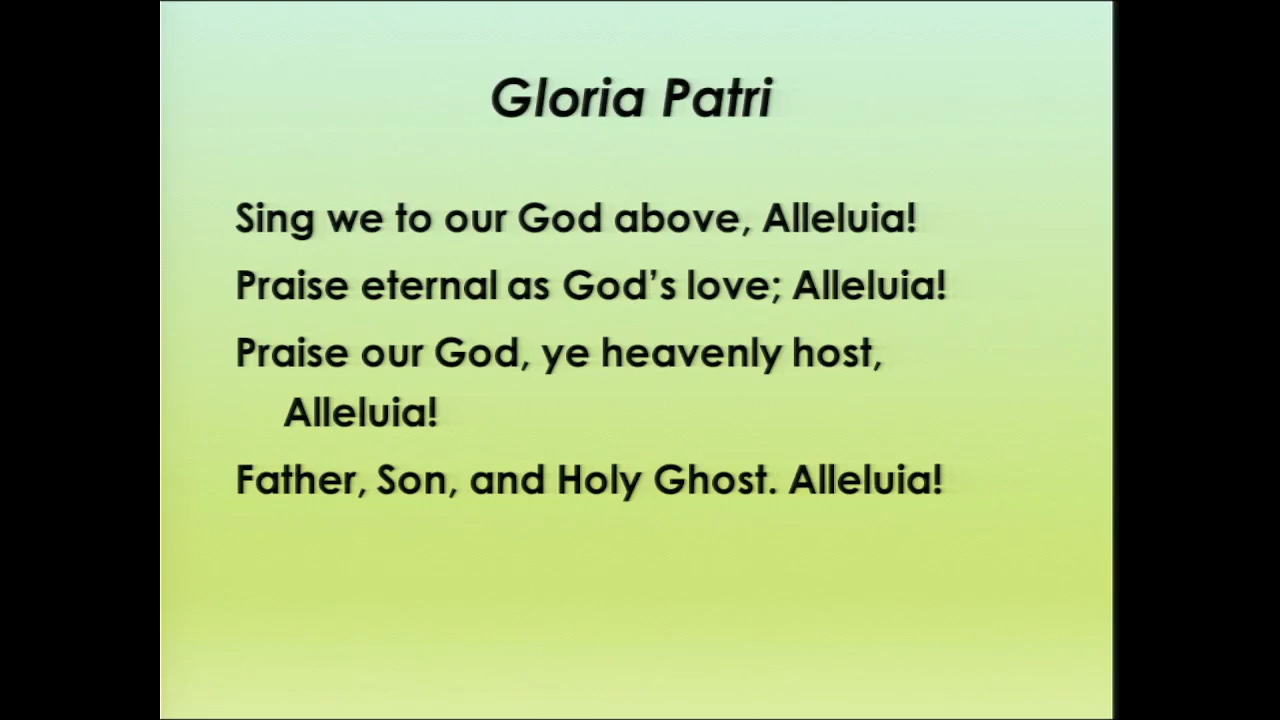 Gloria Patri
Sing we to our God above, Alleluia!
Praise eternal as God’s love; Alleluia!
Praise our God, ye heavenly host,
Alleluia!
Father, Son, and Holy Ghost. Alleluia!